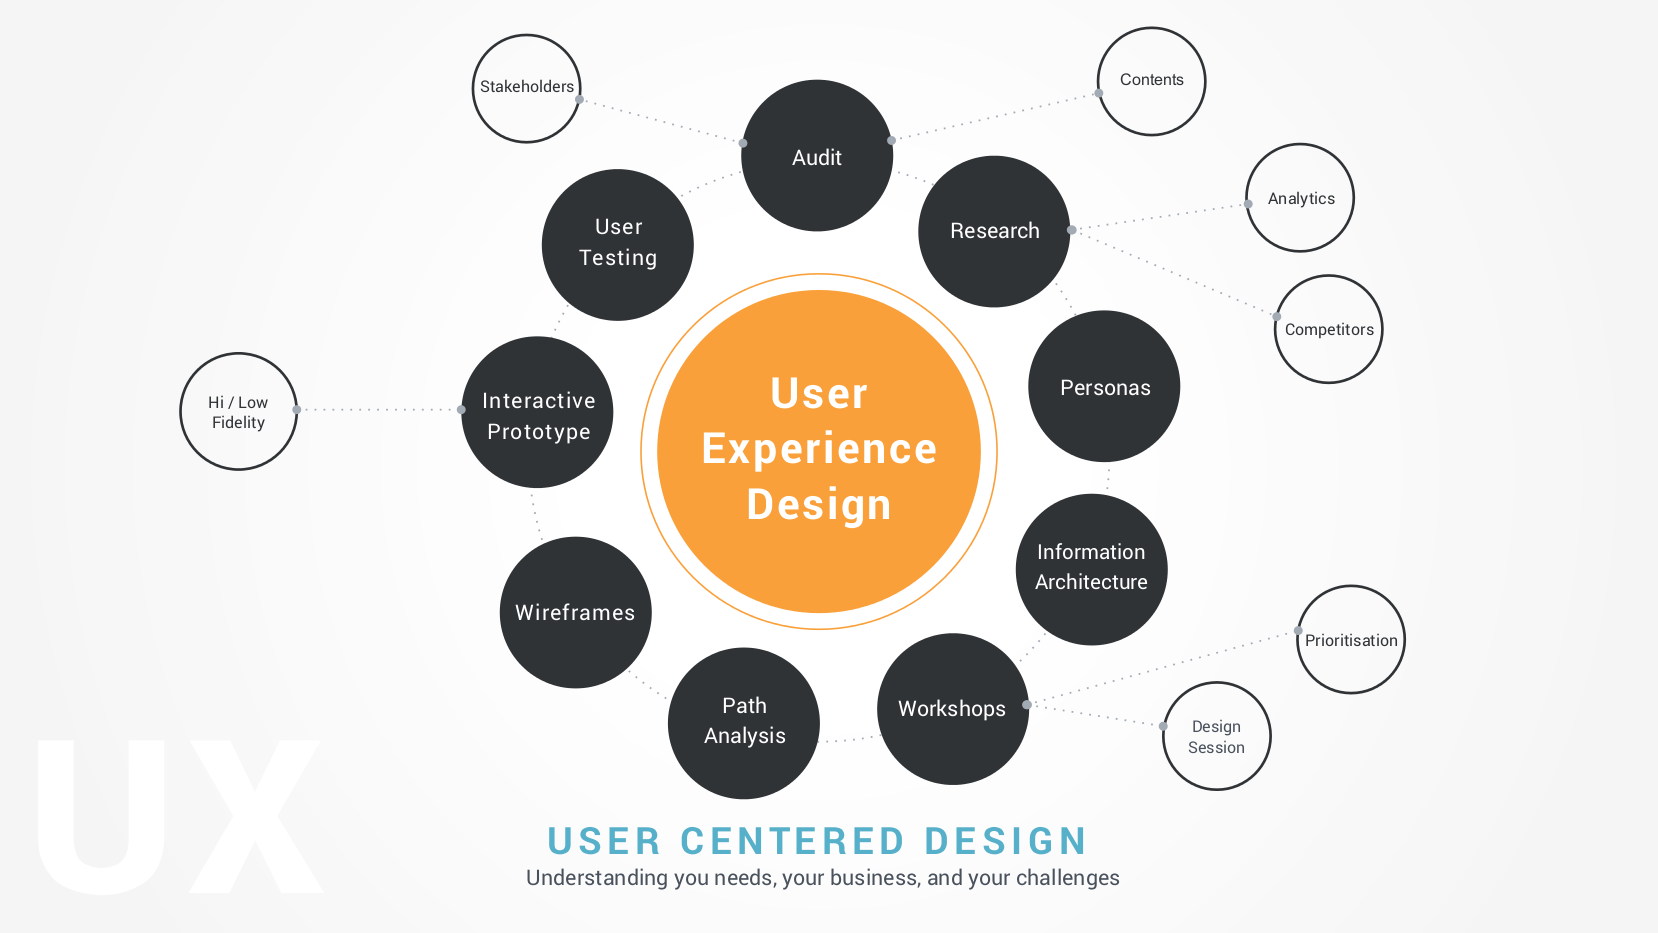 Stakeholders
Contents
Audit
Analytics
Research
User
Testing
Competitors
Personas
Interactive
Prototype
Hi / Low
Fidelity
User
Experience
Design
Information
Architecture
Wireframes
Prioritisation
Workshops
Path
Analysis
Design
Session
UX
USER CENTERED DESIGN
Understanding you needs, your business, and your challenges